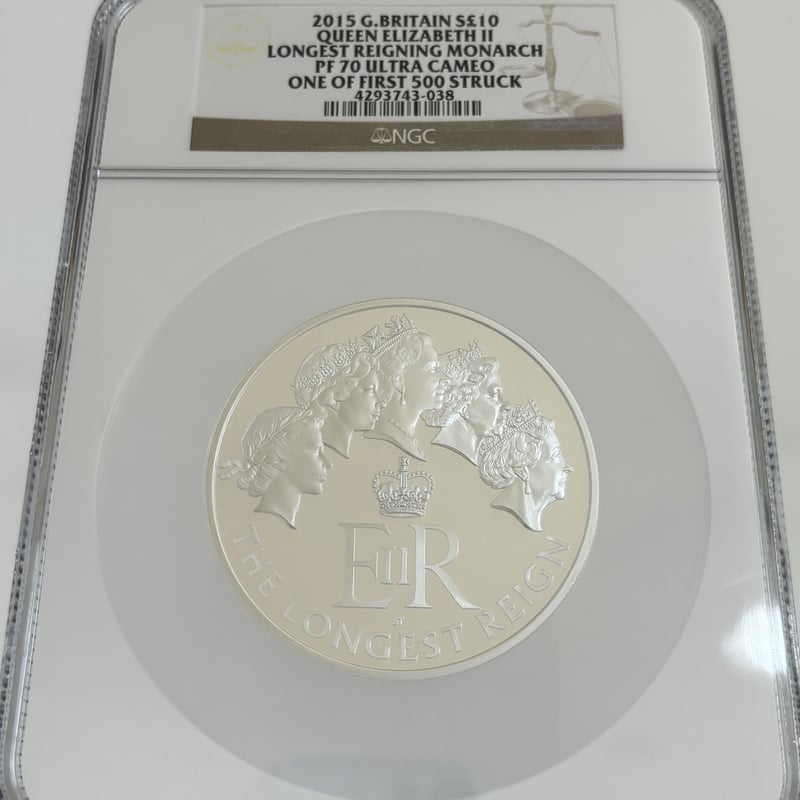 2015 G.BRITAIN S£10
QUEEN ELIZABETH II
LONGEST REIGNING MONARCH
PF 70 ULTRA CAMEO
ONE OF FIRST 500 STRUCK
4293743-038
NGC
EIIR
ST
THE LONGEST REIGN